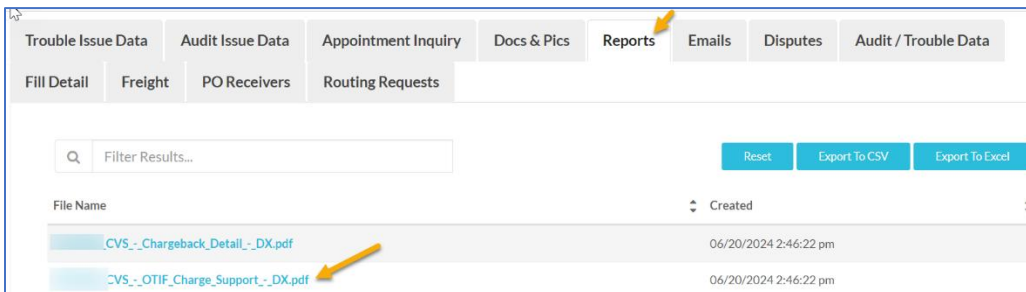 Trouble Issue Data Audit Issue Data Appointment Inquiry Docs & Pics Reports Emails Disputes Audit / Trouble Data
Fill Detail Freight PO Receivers Routing Requests
Filter Results... Reset Export To CSV Export To Excel
File Name Created
_CVS_-_Chargeback_Detail_-_DX.pdf 06/20/2024 2:46:22 pm
CVS_-_OTIF_Charge_Support_-_DX.pdf 06/20/2024 2:46:22 pm